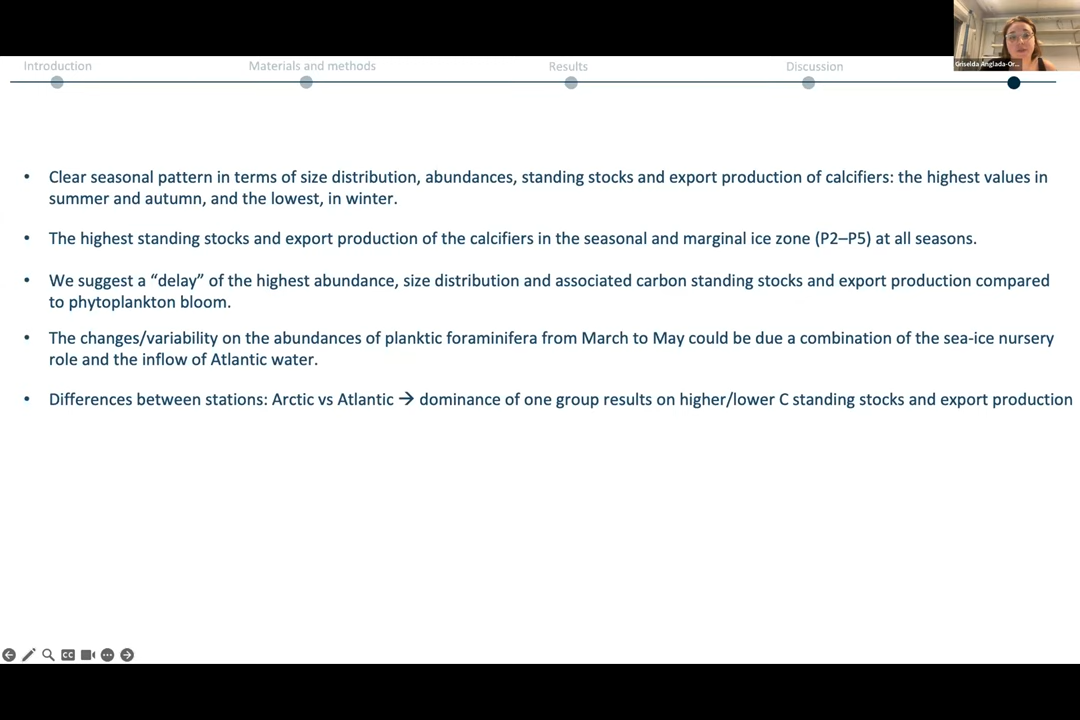 Griselda Anglada-Or...
Introduction
Materials and methods
Results
Discussion
• Clear seasonal pattern in terms of size distribution, abundances, standing stocks and export production of calcifiers: the highest values in
summer and autumn, and the lowest, in winter.
• The highest standing stocks and export production of the calcifiers in the seasonal and marginal ice zone (P2–P5) at all seasons.
• We suggest a “delay” of the highest abundance, size distribution and associated carbon standing stocks and export production compared
to phytoplankton bloom.
• The changes/variability on the abundances of planktic foraminifera from March to May could be due a combination of the sea-ice nursery
role and the inflow of Atlantic water.
• Differences between stations: Arctic vs Atlantic → dominance of one group results on higher/lower C standing stocks and export production
CC